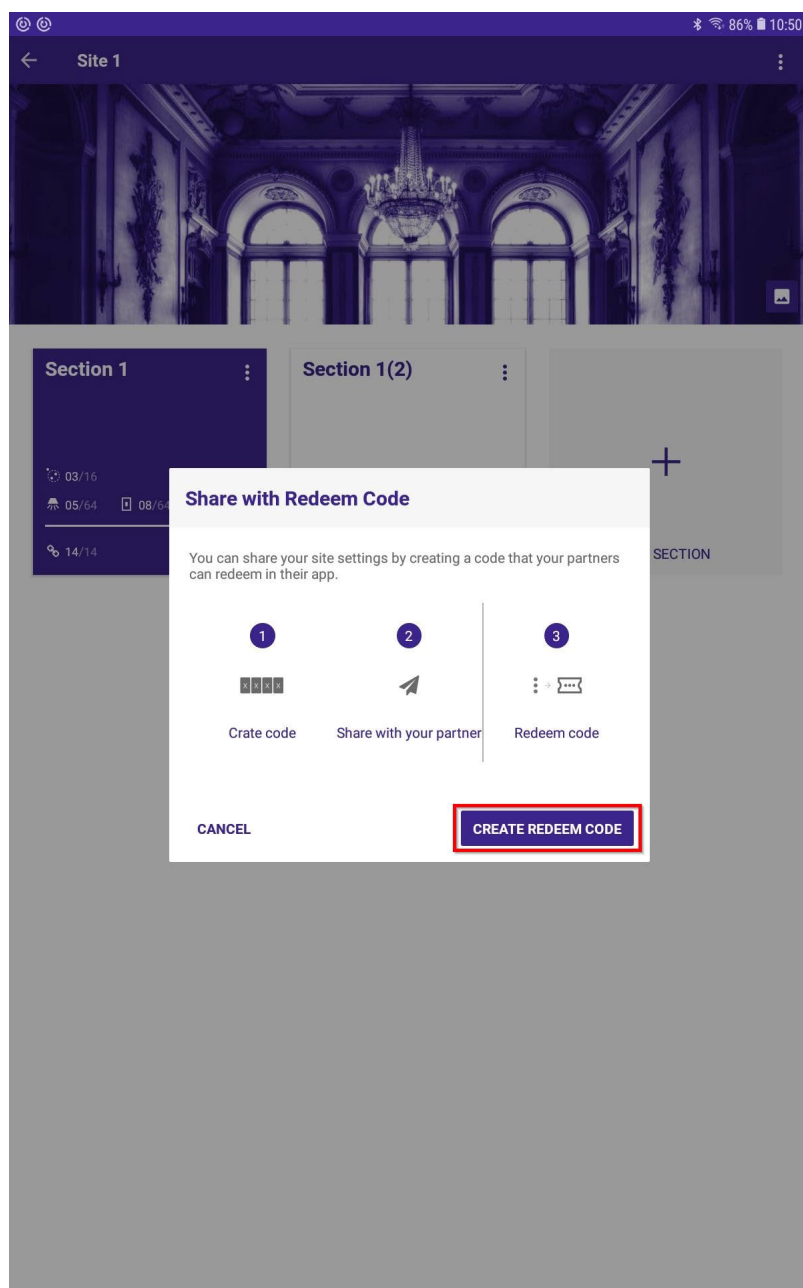 86% 10:50
Site 1
Section 1
Section 1(2)
03/16
05/64 08/64
14/14
SECTION
Share with Redeem Code
You can share your site settings by creating a code that your partners
can redeem in their app.
1 2 3
x x x x
Crate code Share with your partner Redeem code
CANCEL CREATE REDEEM CODE